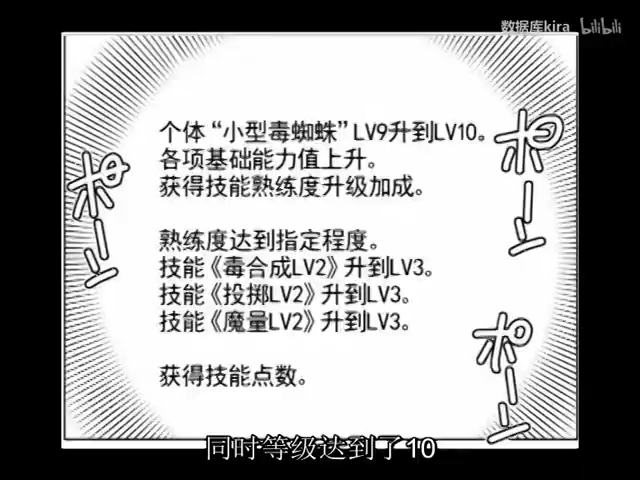 数据库kira bilibili
个体“小型毒蜘蛛”LV9升到LV10。
各项基础能力值上升。
获得技能熟练度升级加成。
熟练度达到指定程度。
技能《毒合成LV2》升到LV3。
技能《投掷LV2》升到LV3。
技能《魔量LV2》升到LV3。
获得技能点数。
ポーン
ポーン
ポーン
同时等级达到了10